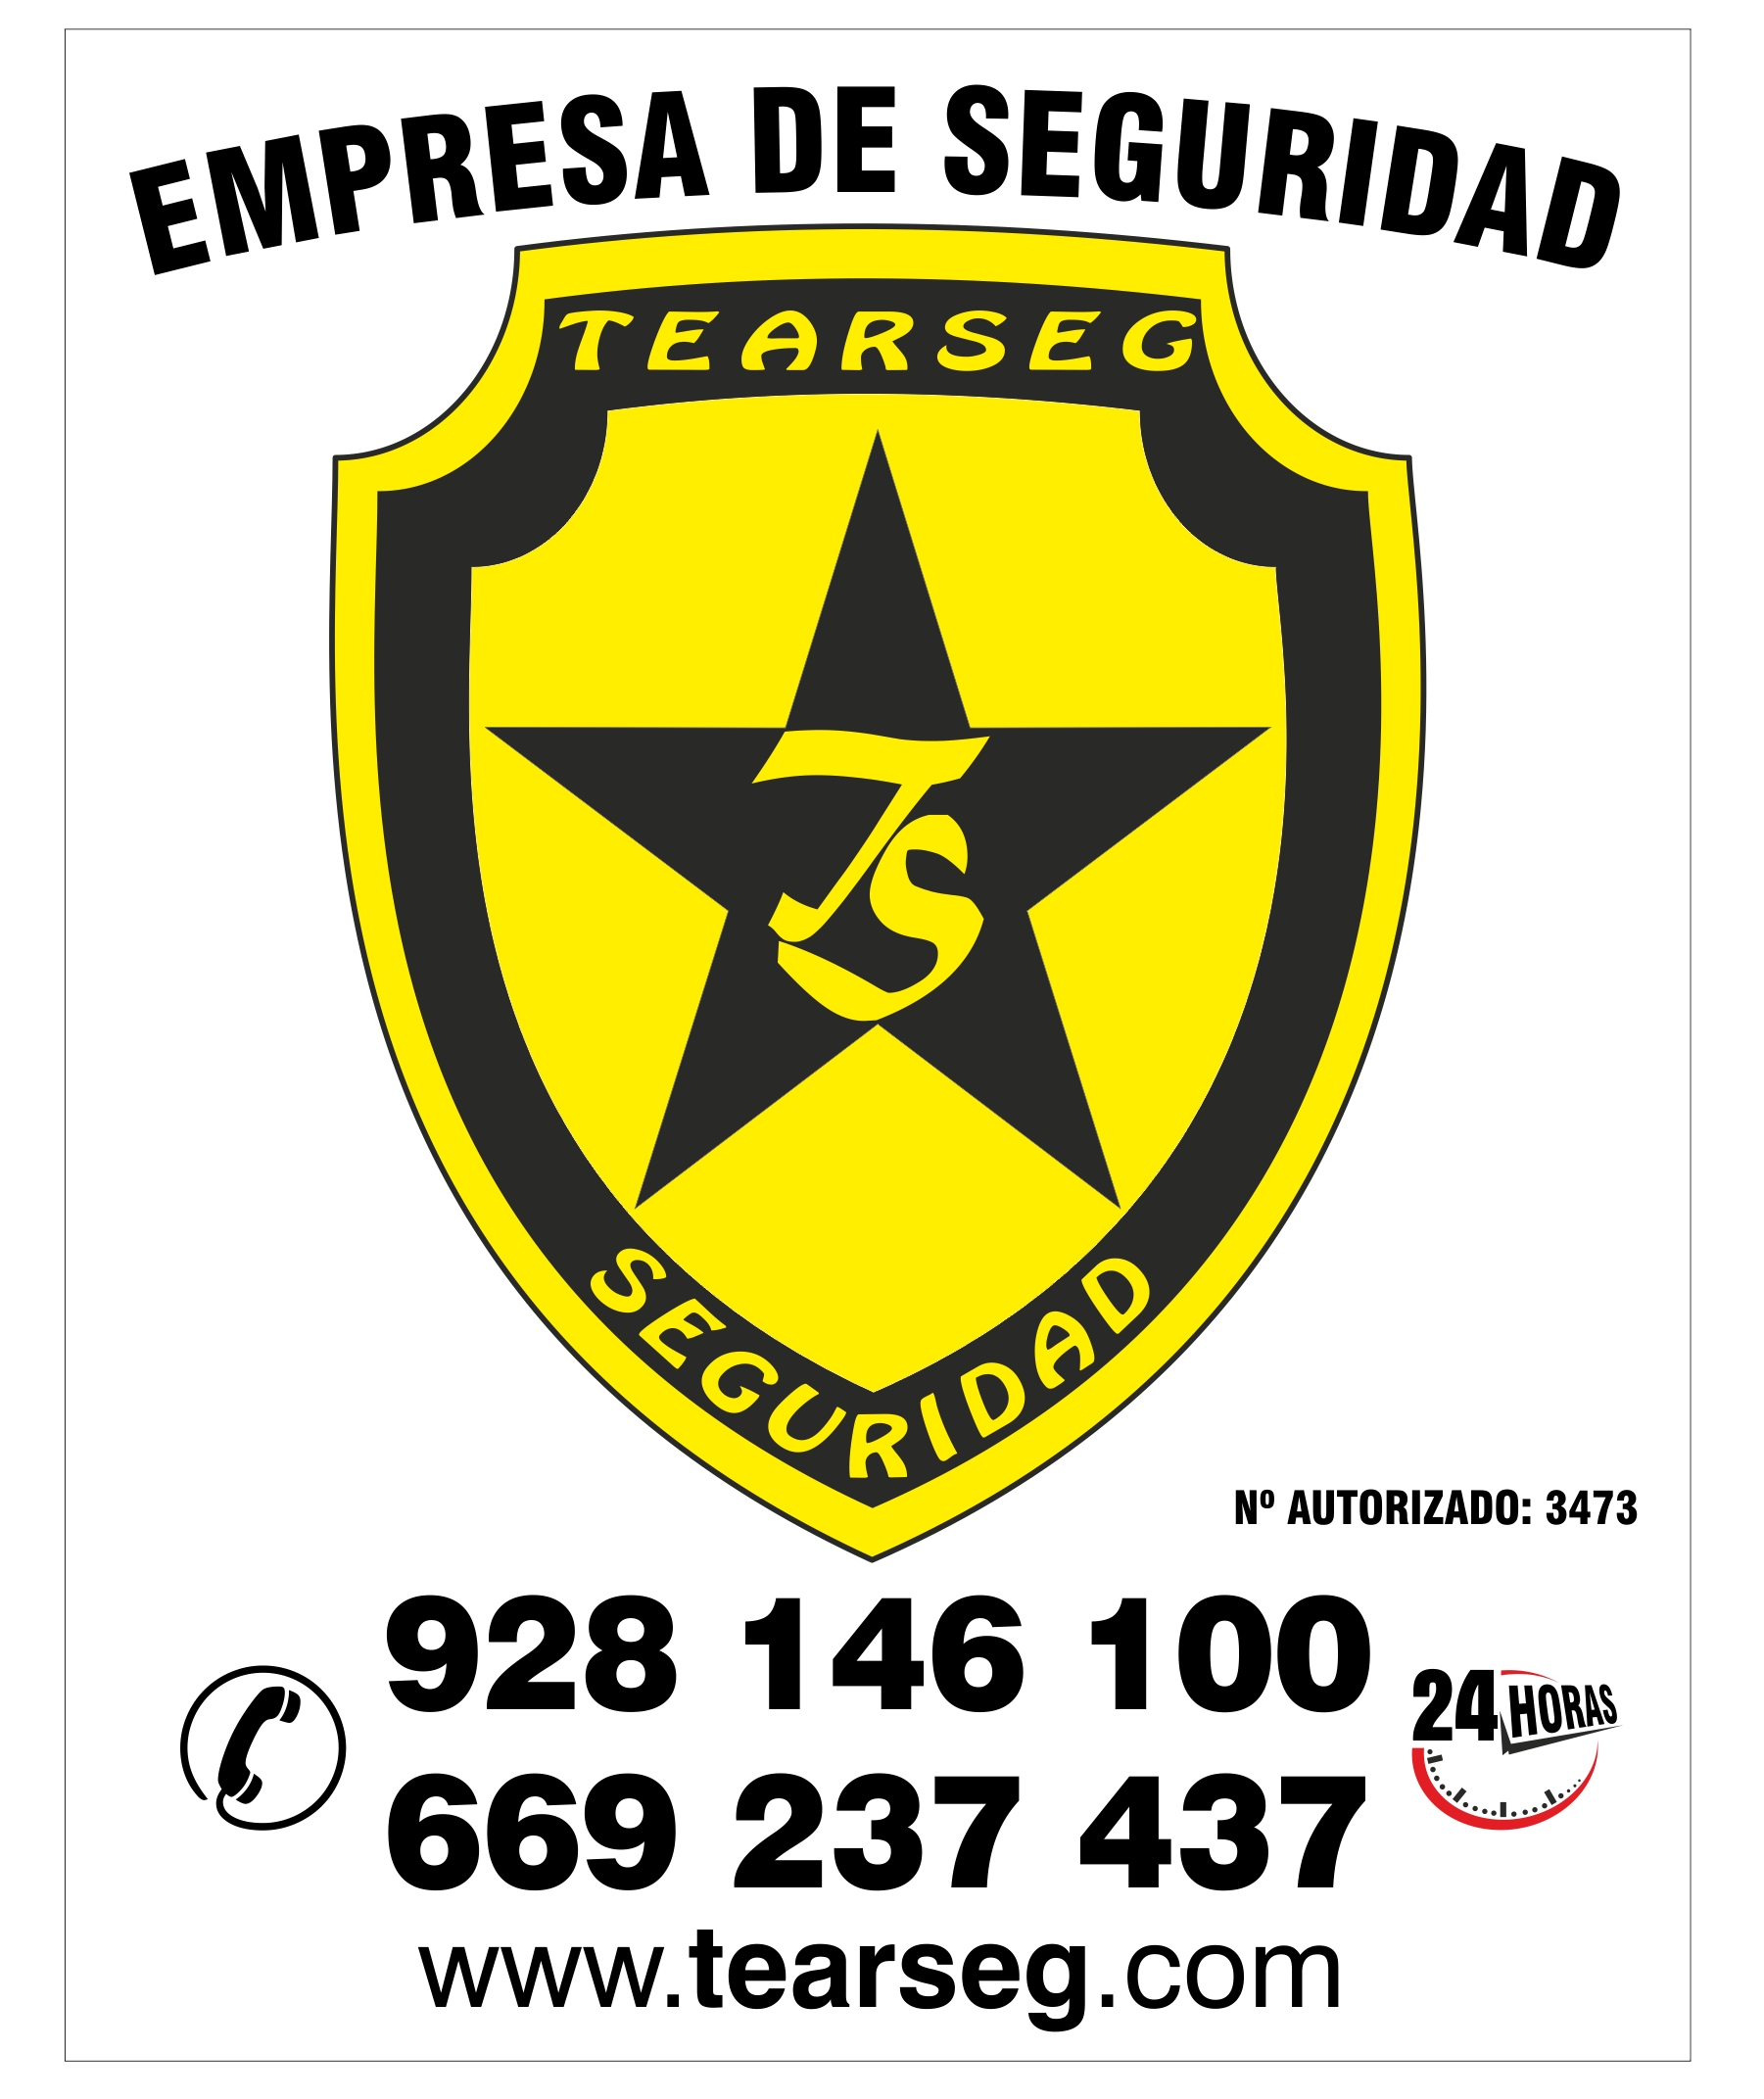 EMPRESA DE SEGURIDAD
TEARSEG
TS
SEGURIDAD
Nº AUTORIZADO: 3473
928 146 100
24 HORAS
669 237 437
www.tearseg.com